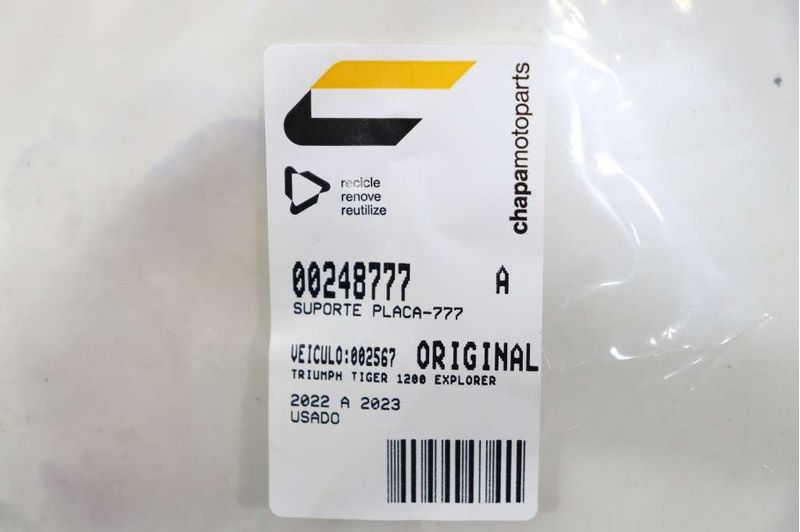 chapamotoparts
recicle
renove
reutilize
00248777 A
SUPORTE PLACA-777
VEICULO:002567 ORIGINAL
TRIUMPH TIGER 1200 EXPLORER
2022 A 2023
USADO